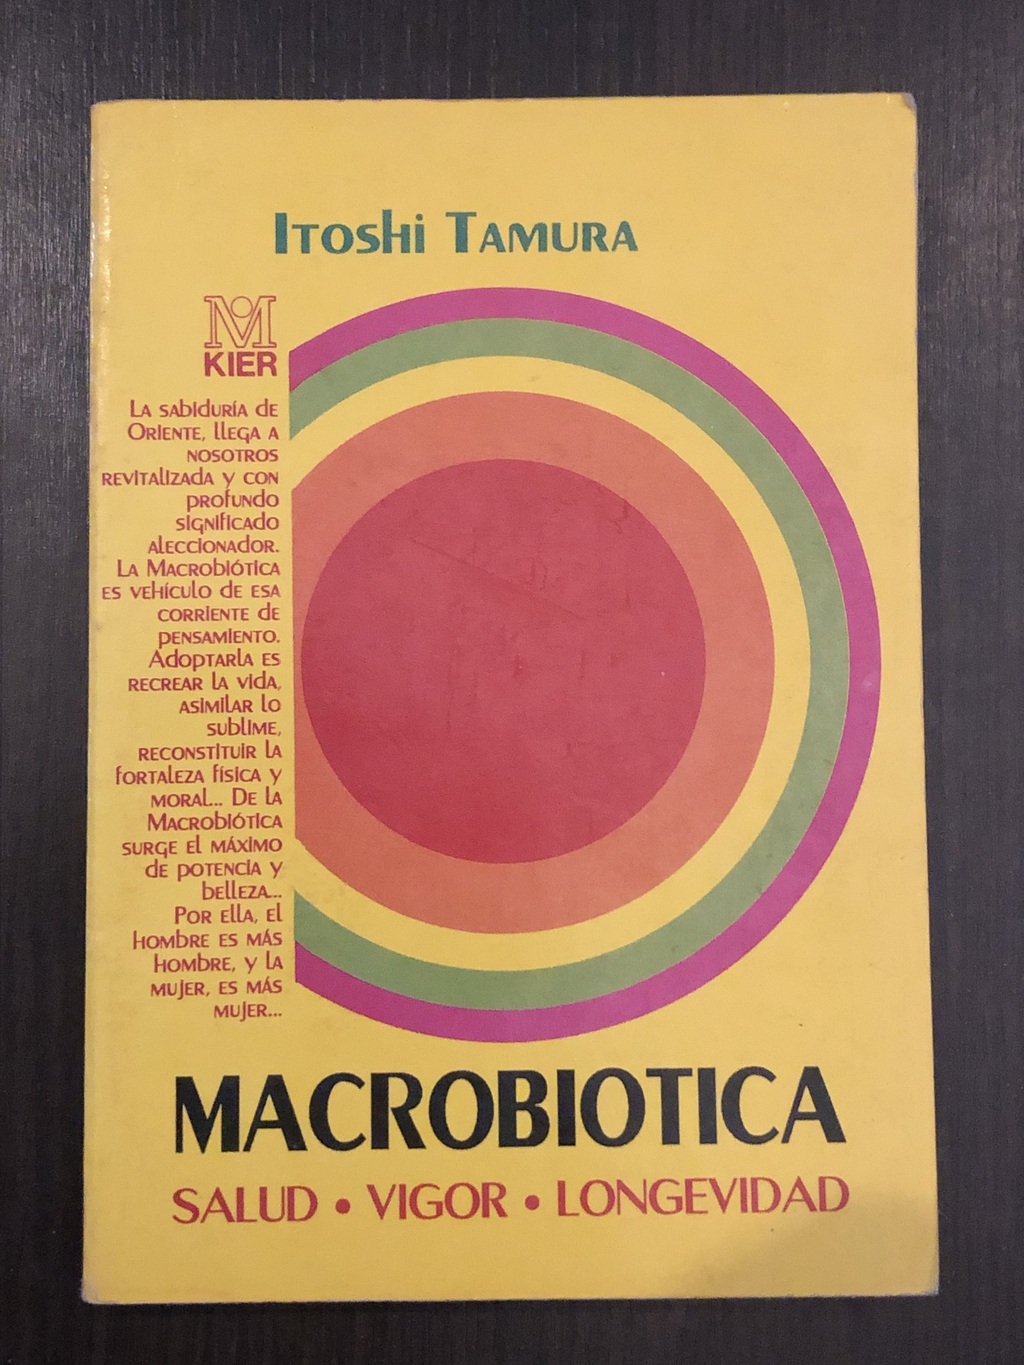 Itoshi Tamura
M
KIER
La sabiduría de
Oriente, llega a
nosotros
revitalizada y con
profundo
significado
aleccionador.
La Macrobiótica
es vehículo de esa
corriente de
pensamiento.
Adoptarla es
recrear la vida,
asimilar lo
sublime,
reconstituir la
fortaleza física y
moral... De la
Macrobiótica
surge el máximo
de potencia y
belleza...
Por ella, el
hombre es más
hombre, y la
mujer, es más
mujer...
MACROBIOTICA
SALUD • VIGOR • LONGEVIDAD